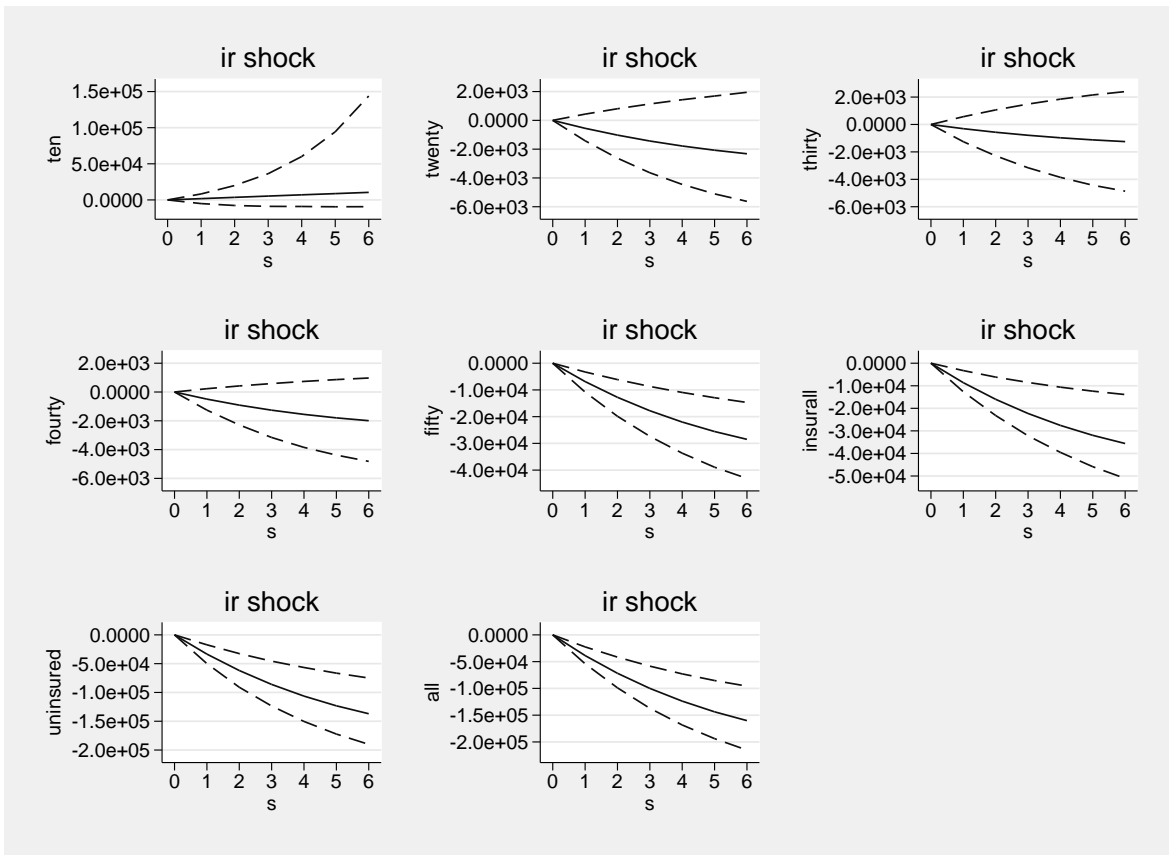 ir shock
ten
1.5e+05
1.0e+05
5.0e+04
0.0000
0 1 2 3 4 5 6
s
ir shock
twenty
2.0e+03
0.0000
-2.0e+03
-4.0e+03
-6.0e+03
0 1 2 3 4 5 6
s
ir shock
thirty
2.0e+03
0.0000
-2.0e+03
-4.0e+03
-6.0e+03
0 1 2 3 4 5 6
s
ir shock
fourty
2.0e+03
0.0000
-2.0e+03
-4.0e+03
-6.0e+03
0 1 2 3 4 5 6
s
ir shock
fifty
0.0000
-1.0e+04
-2.0e+04
-3.0e+04
-4.0e+04
0 1 2 3 4 5 6
s
ir shock
insurall
0.0000
-1.0e+04
-2.0e+04
-3.0e+04
-4.0e+04
-5.0e+04
0 1 2 3 4 5 6
s
ir shock
uninsured
0.0000
-5.0e+04
-1.0e+05
-1.5e+05
-2.0e+05
0 1 2 3 4 5 6
s
ir shock
all
0.0000
-5.0e+04
-1.0e+05
-1.5e+05
-2.0e+05
0 1 2 3 4 5 6
s